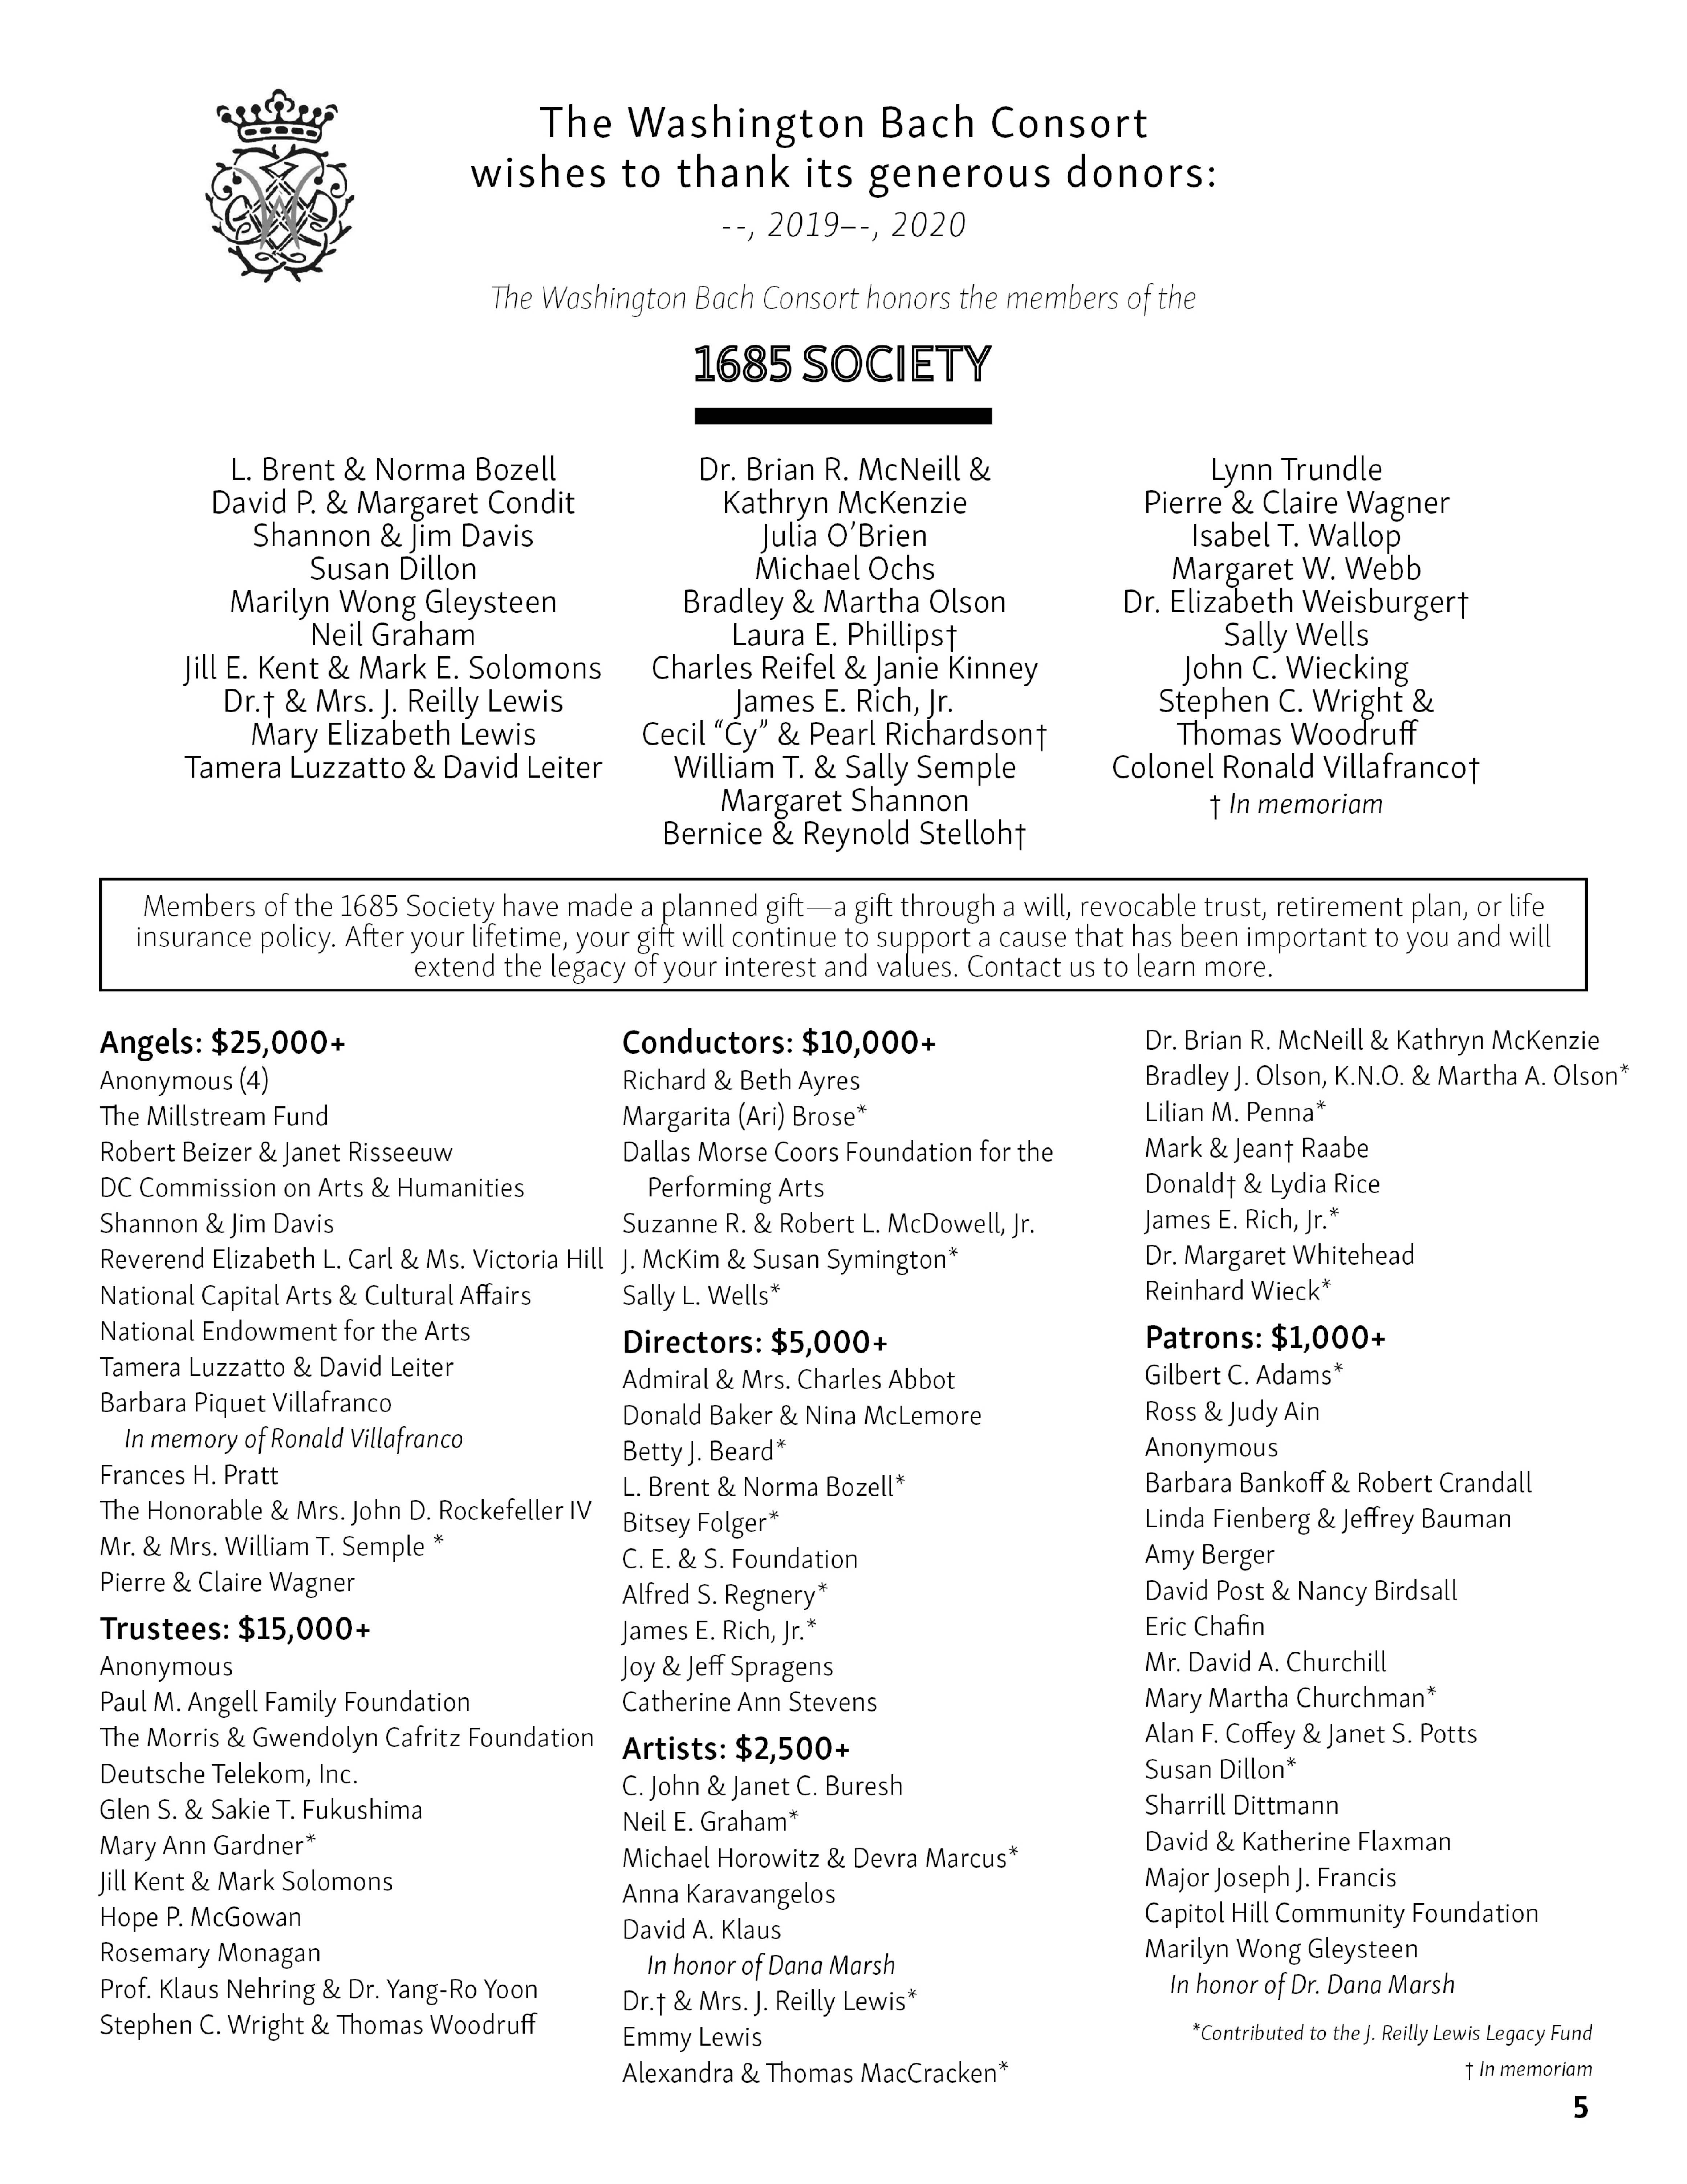 The Washington Bach Consort
wishes to thank its generous donors:
--, 2019–--, 2020
The Washington Bach Consort honors the members of the
1685 SOCIETY
L. Brent & Norma Bozell
David P. & Margaret Condit
Shannon & Jim Davis
Susan Dillon
Marilyn Wong Gleysteen
Neil Graham
Jill E. Kent & Mark E. Solomons
Dr.† & Mrs. J. Reilly Lewis
Mary Elizabeth Lewis
Tamera Luzzatto & David Leiter
Dr. Brian R. McNeill &
Kathryn McKenzie
Julia O’Brien
Michael Ochs
Bradley & Martha Olson
Laura E. Phillips†
Charles Reifel & Janie Kinney
James E. Rich, Jr.
Cecil “Cy” & Pearl Richardson†
William T. & Sally Semple
Margaret Shannon
Bernice & Reynold Stelloh†
Lynn Trundle
Pierre & Claire Wagner
Isabel T. Wallop
Margaret W. Webb
Dr. Elizabeth Weisburger†
Sally Wells
John C. Wiecking
Stephen C. Wright &
Thomas Woodruff
Colonel Ronald Villafranco†
† In memoriam
Members of the 1685 Society have made a planned gift—a gift through a will, revocable trust, retirement plan, or life
insurance policy. After your lifetime, your gift will continue to support a cause that has been important to you and will
extend the legacy of your interest and values. Contact us to learn more.
Angels: $25,000+
Anonymous (4)
The Millstream Fund
Robert Beizer & Janet Risseeuw
DC Commission on Arts & Humanities
Shannon & Jim Davis
Reverend Elizabeth L. Carl & Ms. Victoria Hill
National Capital Arts & Cultural Affairs
National Endowment for the Arts
Tamera Luzzatto & David Leiter
Barbara Piquet Villafranco
In memory of Ronald Villafranco
Frances H. Pratt
The Honorable & Mrs. John D. Rockefeller IV
Mr. & Mrs. William T. Semple *
Pierre & Claire Wagner
Trustees: $15,000+
Anonymous
Paul M. Angell Family Foundation
The Morris & Gwendolyn Cafritz Foundation
Deutsche Telekom, Inc.
Glen S. & Sakie T. Fukushima
Mary Ann Gardner*
Jill Kent & Mark Solomons
Hope P. McGowan
Rosemary Monagan
Prof. Klaus Nehring & Dr. Yang-Ro Yoon
Stephen C. Wright & Thomas Woodruff
Conductors: $10,000+
Richard & Beth Ayres
Margarita (Ari) Brose*
Dallas Morse Coors Foundation for the
Performing Arts
Suzanne R. & Robert L. McDowell, Jr.
J. McKim & Susan Symington*
Sally L. Wells*
Directors: $5,000+
Admiral & Mrs. Charles Abbot
Donald Baker & Nina McLemore
Betty J. Beard*
L. Brent & Norma Bozell*
Bitsey Folger*
C. E. & S. Foundation
Alfred S. Regnery*
James E. Rich, Jr.*
Joy & Jeff Spragens
Catherine Ann Stevens
Artists: $2,500+
C. John & Janet C. Buresh
Neil E. Graham*
Michael Horowitz & Devra Marcus*
Anna Karavangelos
David A. Klaus
In honor of Dana Marsh
Dr.† & Mrs. J. Reilly Lewis*
Emmy Lewis
Alexandra & Thomas MacCracken*
Dr. Brian R. McNeill & Kathryn McKenzie
Bradley J. Olson, K.N.O. & Martha A. Olson*
Lilian M. Penna*
Mark & Jean† Raabe
Donald† & Lydia Rice
James E. Rich, Jr.*
Dr. Margaret Whitehead
Reinhard Wieck*
Patrons: $1,000+
Gilbert C. Adams*
Ross & Judy Ain
Anonymous
Barbara Bankoff & Robert Crandall
Linda Fienberg & Jeffrey Bauman
Amy Berger
David Post & Nancy Birdsall
Eric Chafin
Mr. David A. Churchill
Mary Martha Churchman*
Alan F. Coffey & Janet S. Potts
Susan Dillon*
Sharrill Dittmann
David & Katherine Flaxman
Major Joseph J. Francis
Capitol Hill Community Foundation
Marilyn Wong Gleysteen
In honor of Dr. Dana Marsh
*Contributed to the J. Reilly Lewis Legacy Fund
† In memoriam
5